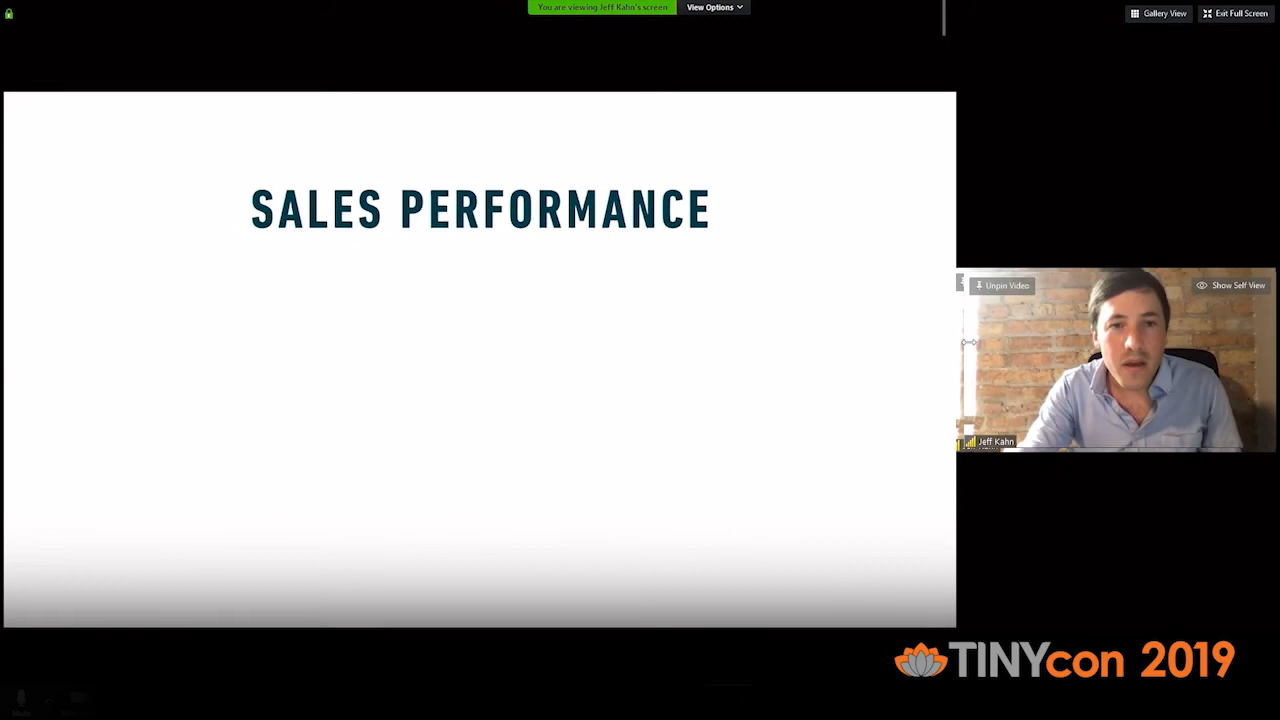 You are viewing Jeff Kahn's screen
View Options
Gallery View
Exit Full Screen
SALES PERFORMANCE
Unpin Video
Show Self View
Jeff Kahn
TINYcon 2019